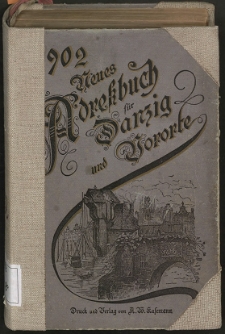 902
Neues
Adreßbuch
für
Danzig
und Vororte
Druck und Verlag von A. W. Kafemann